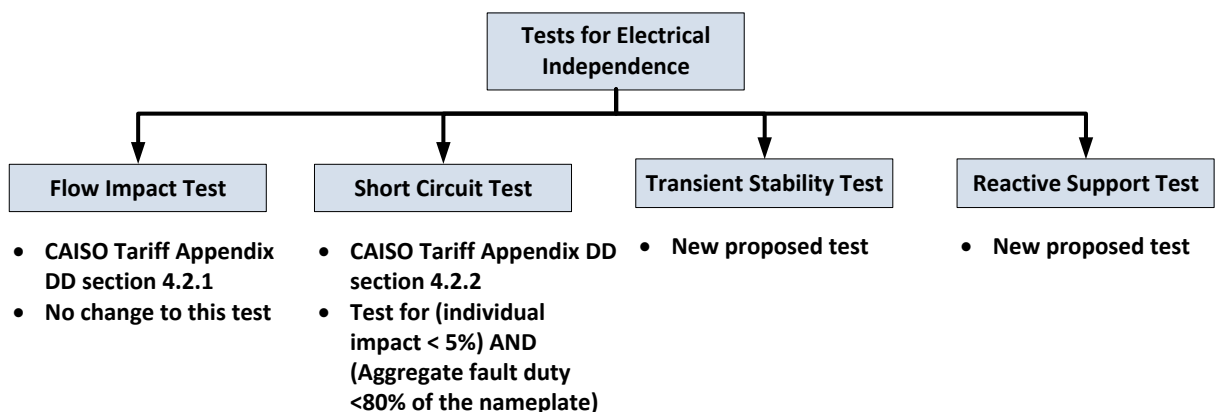 Tests for Electrical
Independence
Flow Impact Test
• CAISO Tariff Appendix
DD section 4.2.1
• No change to this test
Short Circuit Test
• CAISO Tariff Appendix DD
section 4.2.2
• Test for (individual
impact < 5%) AND
(Aggregate fault duty
<80% of the nameplate)
Transient Stability Test
• New proposed test
Reactive Support Test
• New proposed test